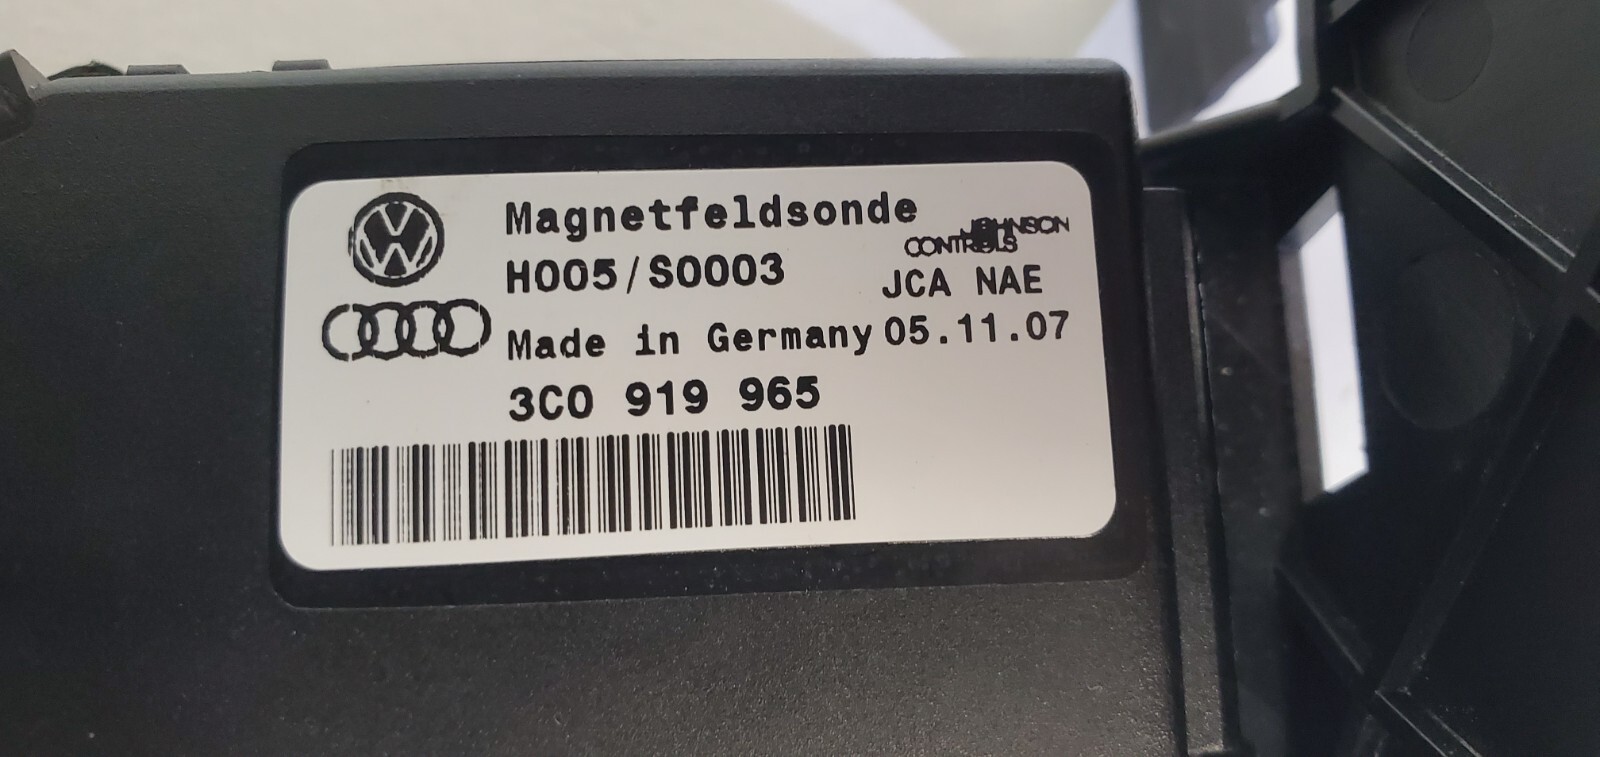 Magnetfeldsonde
JOHNSON
CONTROLS
H005/S0003
JCA NAE
Made in Germany 05.11.07
3C0 919 965